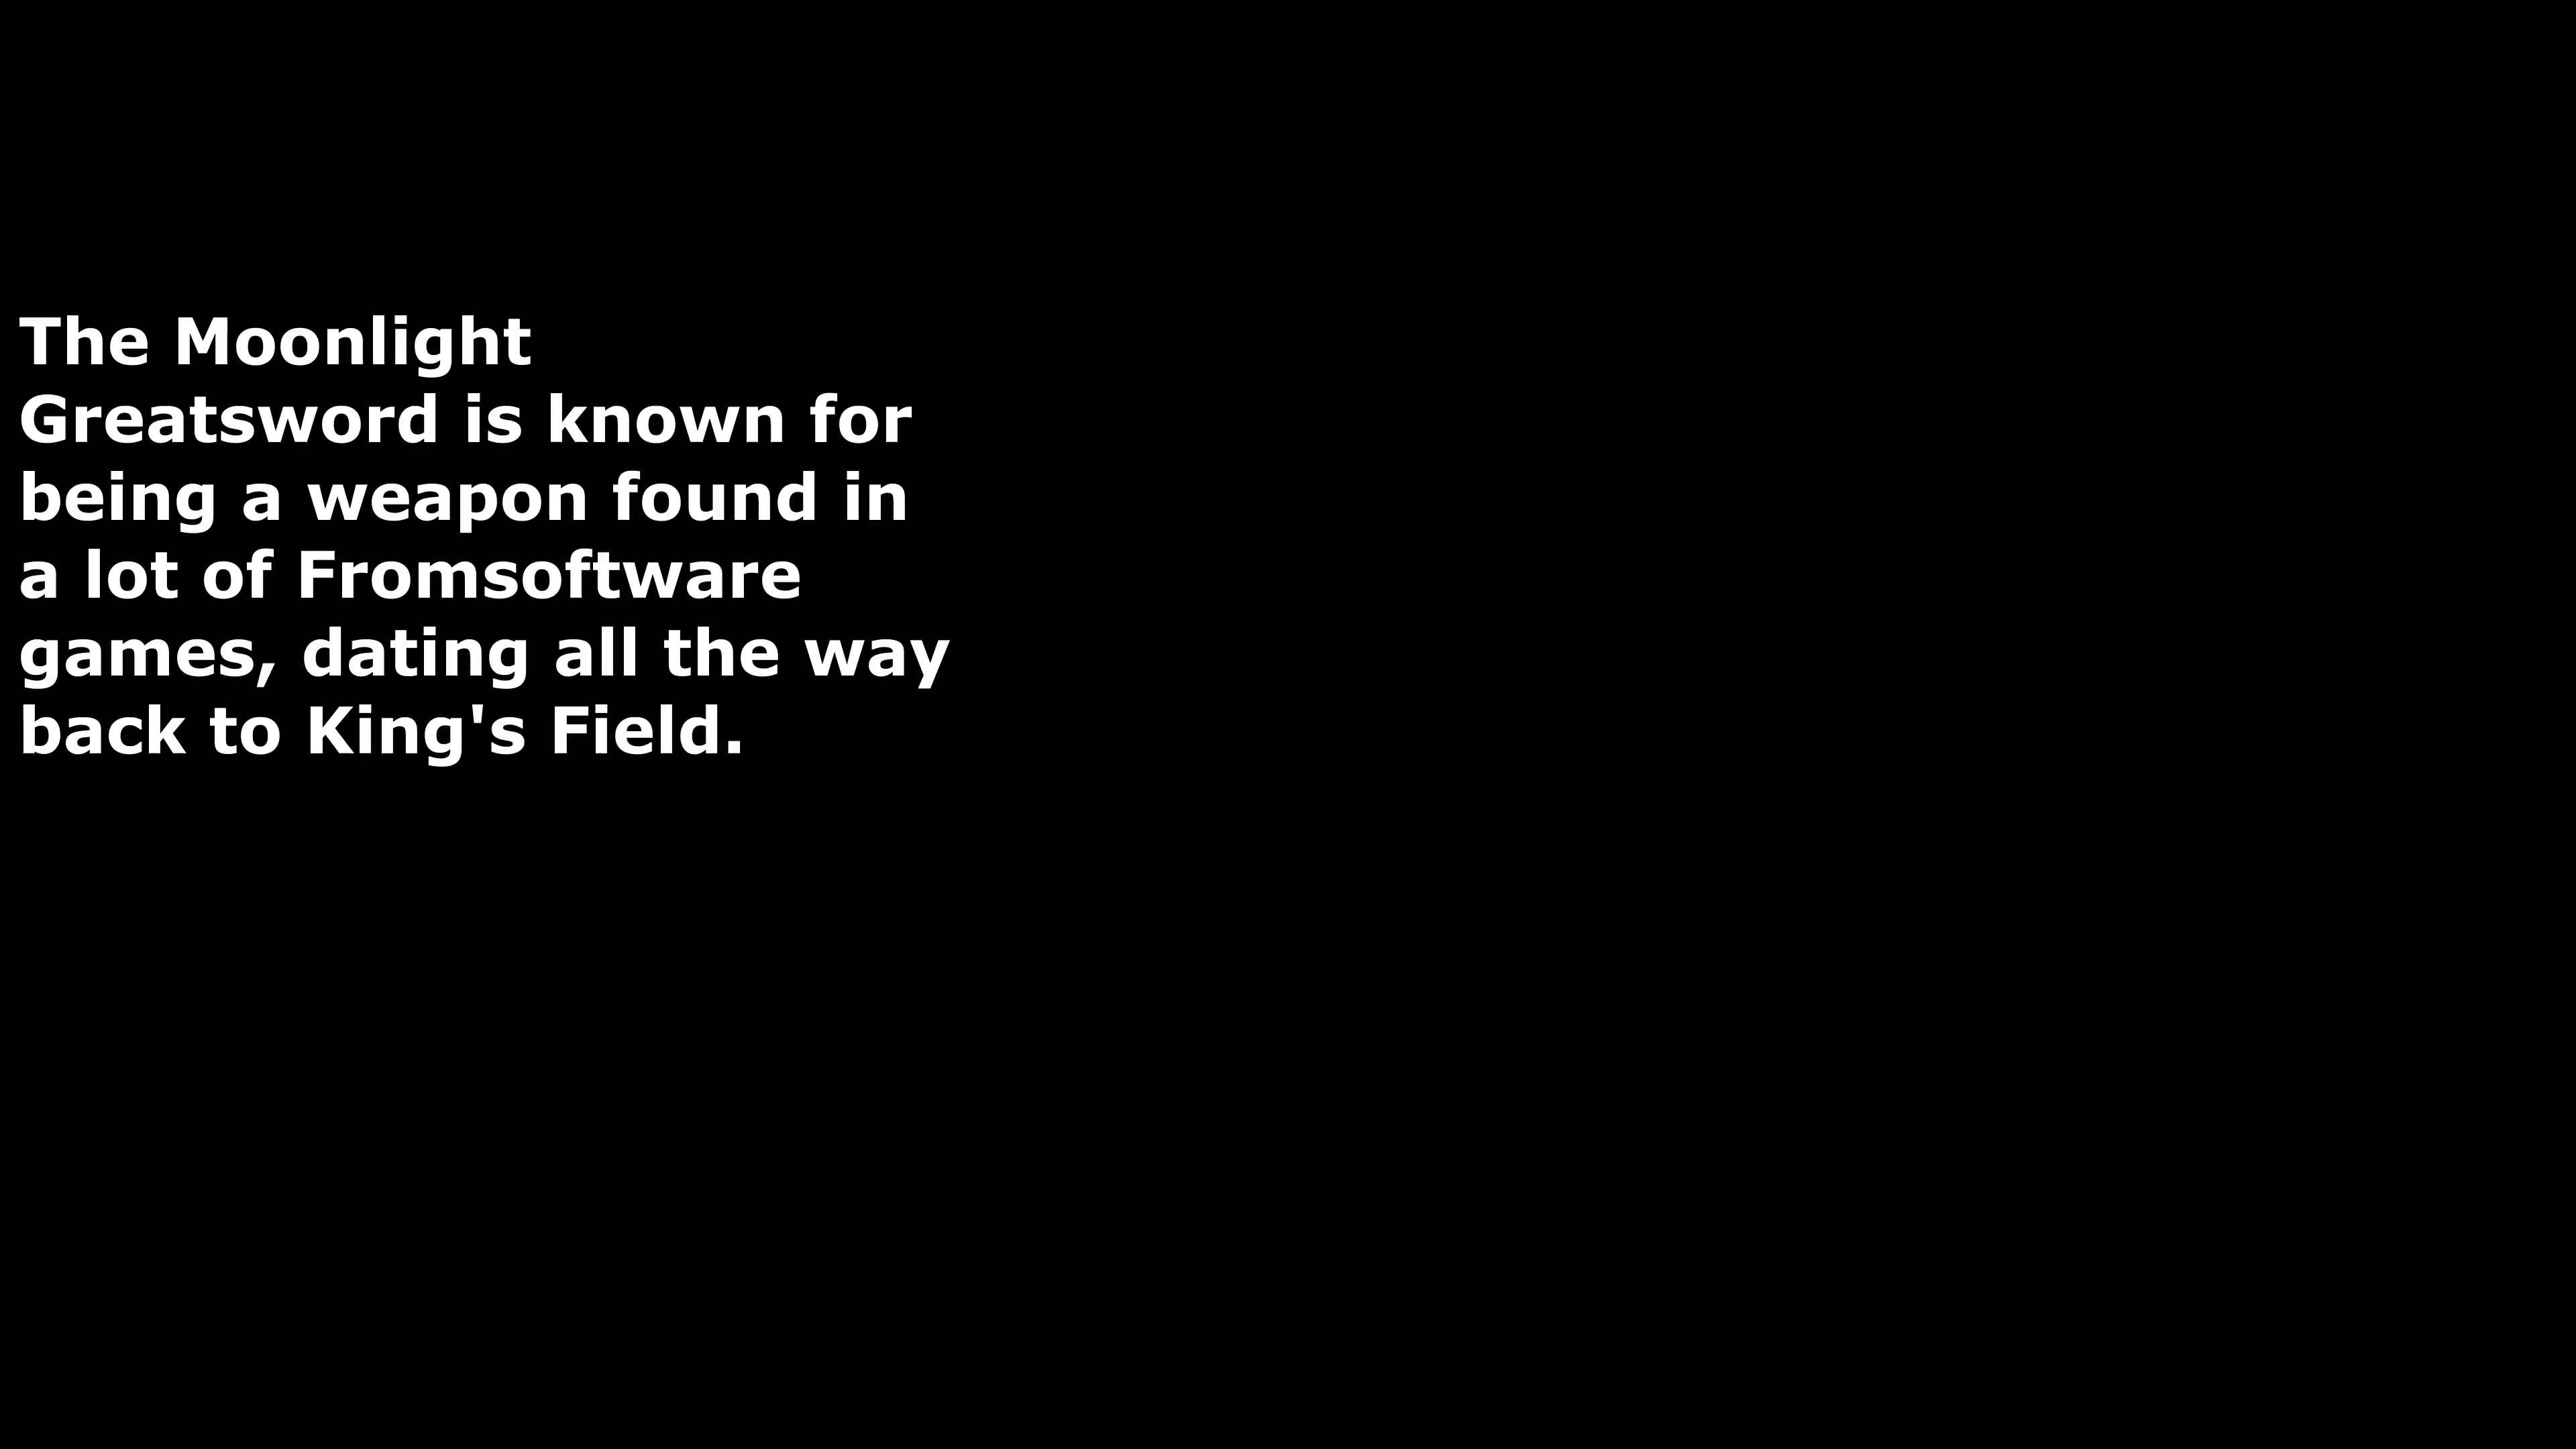 The Moonlight
Greatsword is known for
being a weapon found in
a lot of Fromsoftware
games, dating all the way
back to King's Field.